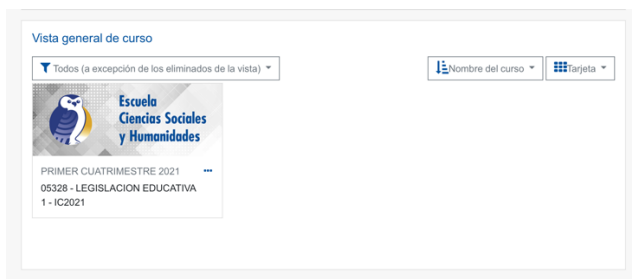 Vista general de curso
Todos (a excepción de los eliminados de la vista)
Nombre del curso
Tarjeta
Escuela
Ciencias Sociales
y Humanidades
PRIMER CUATRIMESTRE 2021
05328 - LEGISLACION EDUCATIVA
1 - IC2021